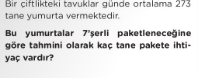 Bir çiftlikteki tavuklar günde ortalama 273
tane yumurta vermektedir.
Bu yumurtalar 7'şerli paketleneceğine
göre tahmini olarak kaç tane pakete ihti-
yaç vardır?